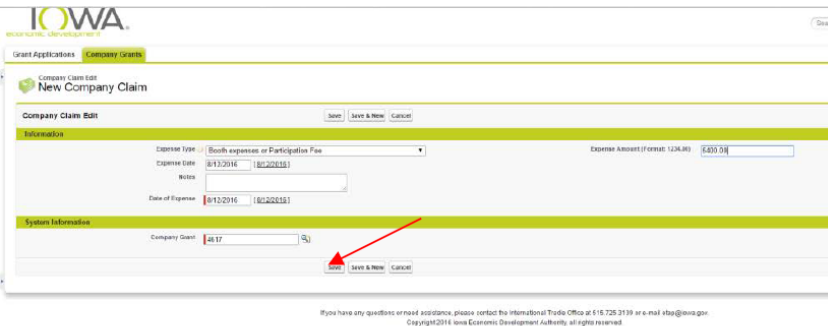 IOWA
economic development
Sea
Grant Applications Company Grants
Company Claim Edit
New Company Claim
Company Claim Edit Save Save & New Cancel
Information
Expense Type Booth expenses or Participation Fee Expense Amount (Format: 1234.00) 6400.00
Expense Date 8/12/2016 [ 8/12/2016 ]
Notes
Date of Expense 8/12/2016 [ 8/12/2016 ]
System Information
Company Grant 4617
Save Save & New Cancel
If you have any questions or need assistance, please contact the International Trade Office at 515.725.3139 or e-mail etap@iowa.gov.
Copyright 2016 Iowa Economic Development Authority, all rights reserved.